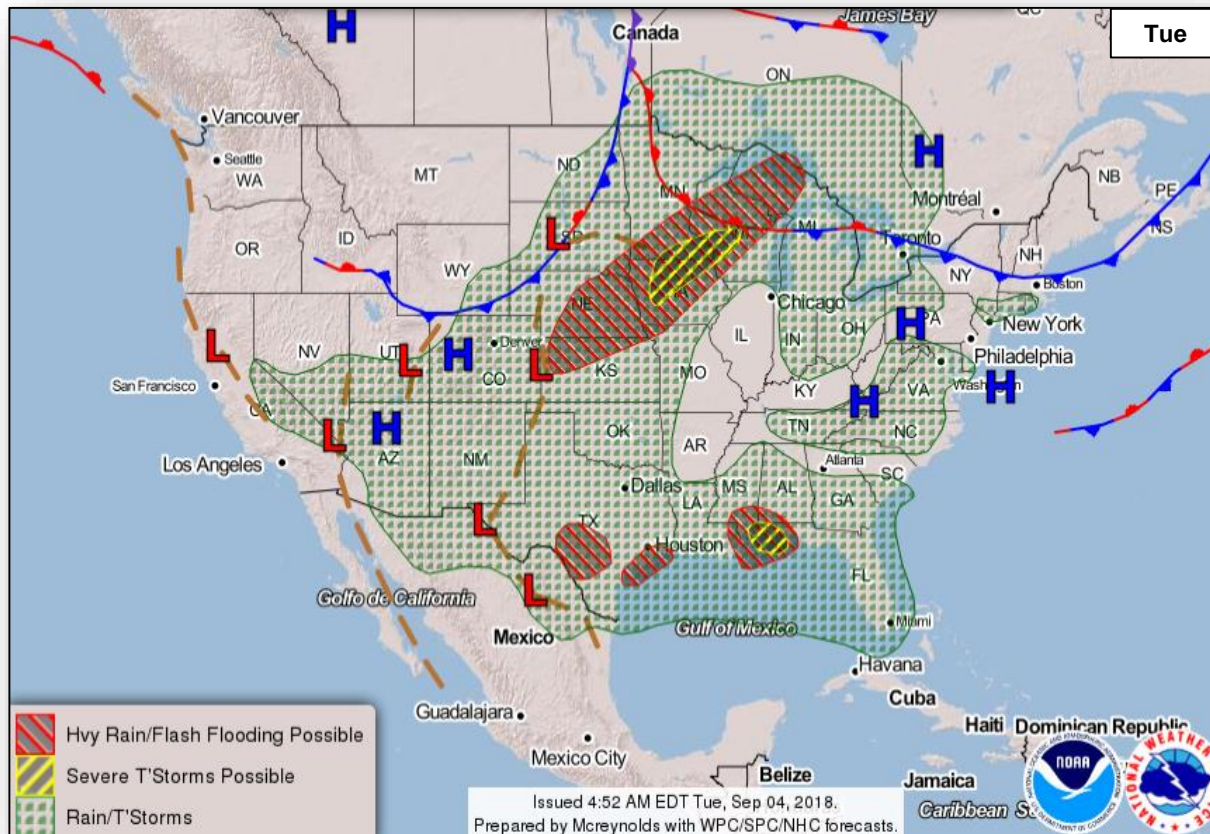 James Bay
Tue
Canada
ON
H
Vancouver
Seattle
WA
MT
ND
MN
H
NB
PE
Montréal
NS
OR
ID
L
MI
Toronto
WY
NH
NY
Boston
NE
Chicago
PA
New York
IL
IN
OH
H
Philadelphia
L
NV
UT
L
H
Denver
CO
L
KS
MO
KY
VA
Washington
H
H
San Francisco
CA
L
H
AZ
NM
OK
AR
TN
NC
Los Angeles
Atlanta
SC
Dallas
LA
MS
AL
GA
L
TX
Houston
FL
L
Golfo de California
Mexico
Gulf of Mexico
Miami
Havana
Cuba
Guadalajara
Haiti
Dominican Republic
Mexico City
Belize
Jamaica
Hvy Rain/Flash Flooding Possible
Severe T'Storms Possible
Rain/T'Storms
Issued 4:52 AM EDT Tue, Sep 04, 2018.
Prepared by Mcreynolds with WPC/SPC/NHC forecasts.
Caribbean
NOAA
NATIONAL WEATHER